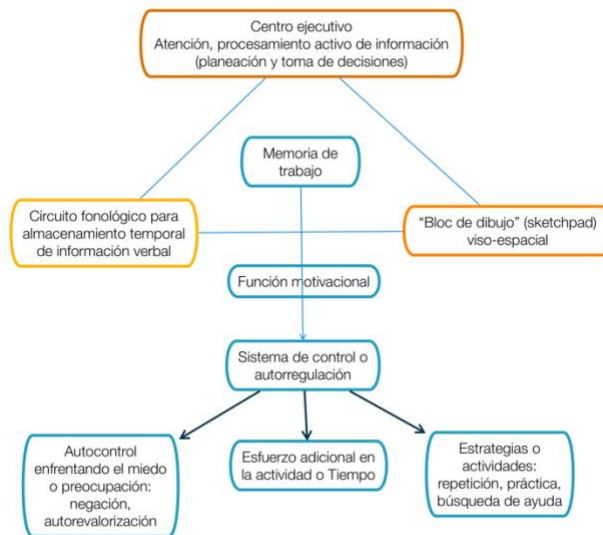 Centro ejecutivo
Atención, procesamiento activo de información
(planeación y toma de decisiones)
Memoria de
trabajo
Circuito fonológico para
almacenamiento temporal
de información verbal
“Bloc de dibujo” (sketchpad)
viso-espacial
Función motivacional
Sistema de control o
autorregulación
Autocontrol
enfrentando el miedo
o preocupación:
negación,
autorevalorización
Esfuerzo adicional en
la actividad o Tiempo
Estrategias o
actividades:
repetición, práctica,
búsqueda de ayuda